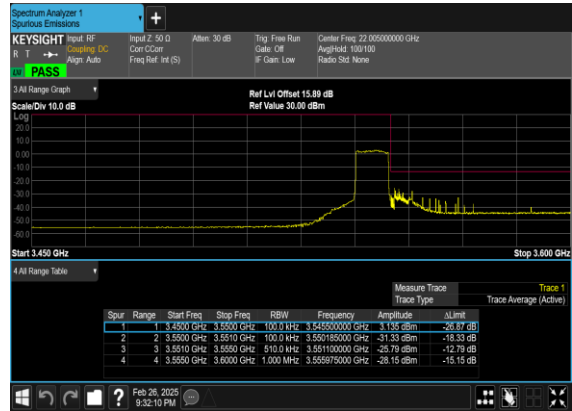 Spectrum Analyzer 1
Spurious Emissions
KEYSIGHT Input: RF Input Z: 50 Ω Atten: 30 dB Trig: Free Run Center Freq: 22.005000000 GHz
R T Coupling: DC Corr CCorr Gate: Off Avg|Hold: 100/100
Align: Auto Freq Ref: Int (S) IF Gain: Low Radio Std: None
PASS
3 All Range Graph Ref Lvl Offset 15.89 dB
Scale/Div 10.0 dB Ref Value 30.00 dBm
Log
20.0
10.0
0.00
-10.0
-20.0
-30.0
-40.0
-50.0
-60.0
Start 3.450 GHz Stop 3.600 GHz
4 All Range Table
Measure Trace Trace 1
Trace Type Trace Average (Active)
Spur Range Start Freq Stop Freq RBW Frequency Amplitude ΔLimit
1 1 3.4500 GHz 3.5500 GHz 100.0 kHz 3.545500000 GHz 3.135 dBm -26.87 dB
2 2 3.5500 GHz 3.5510 GHz 100.0 kHz 3.550185000 GHz -31.33 dBm -18.33 dB
3 3 3.5510 GHz 3.5550 GHz 510.0 kHz 3.551100000 GHz -25.79 dBm -12.79 dB
4 4 3.5550 GHz 3.6000 GHz 1.000 MHz 3.555975000 GHz -28.15 dBm -15.15 dB
Feb 26, 2025
9:32:10 PM